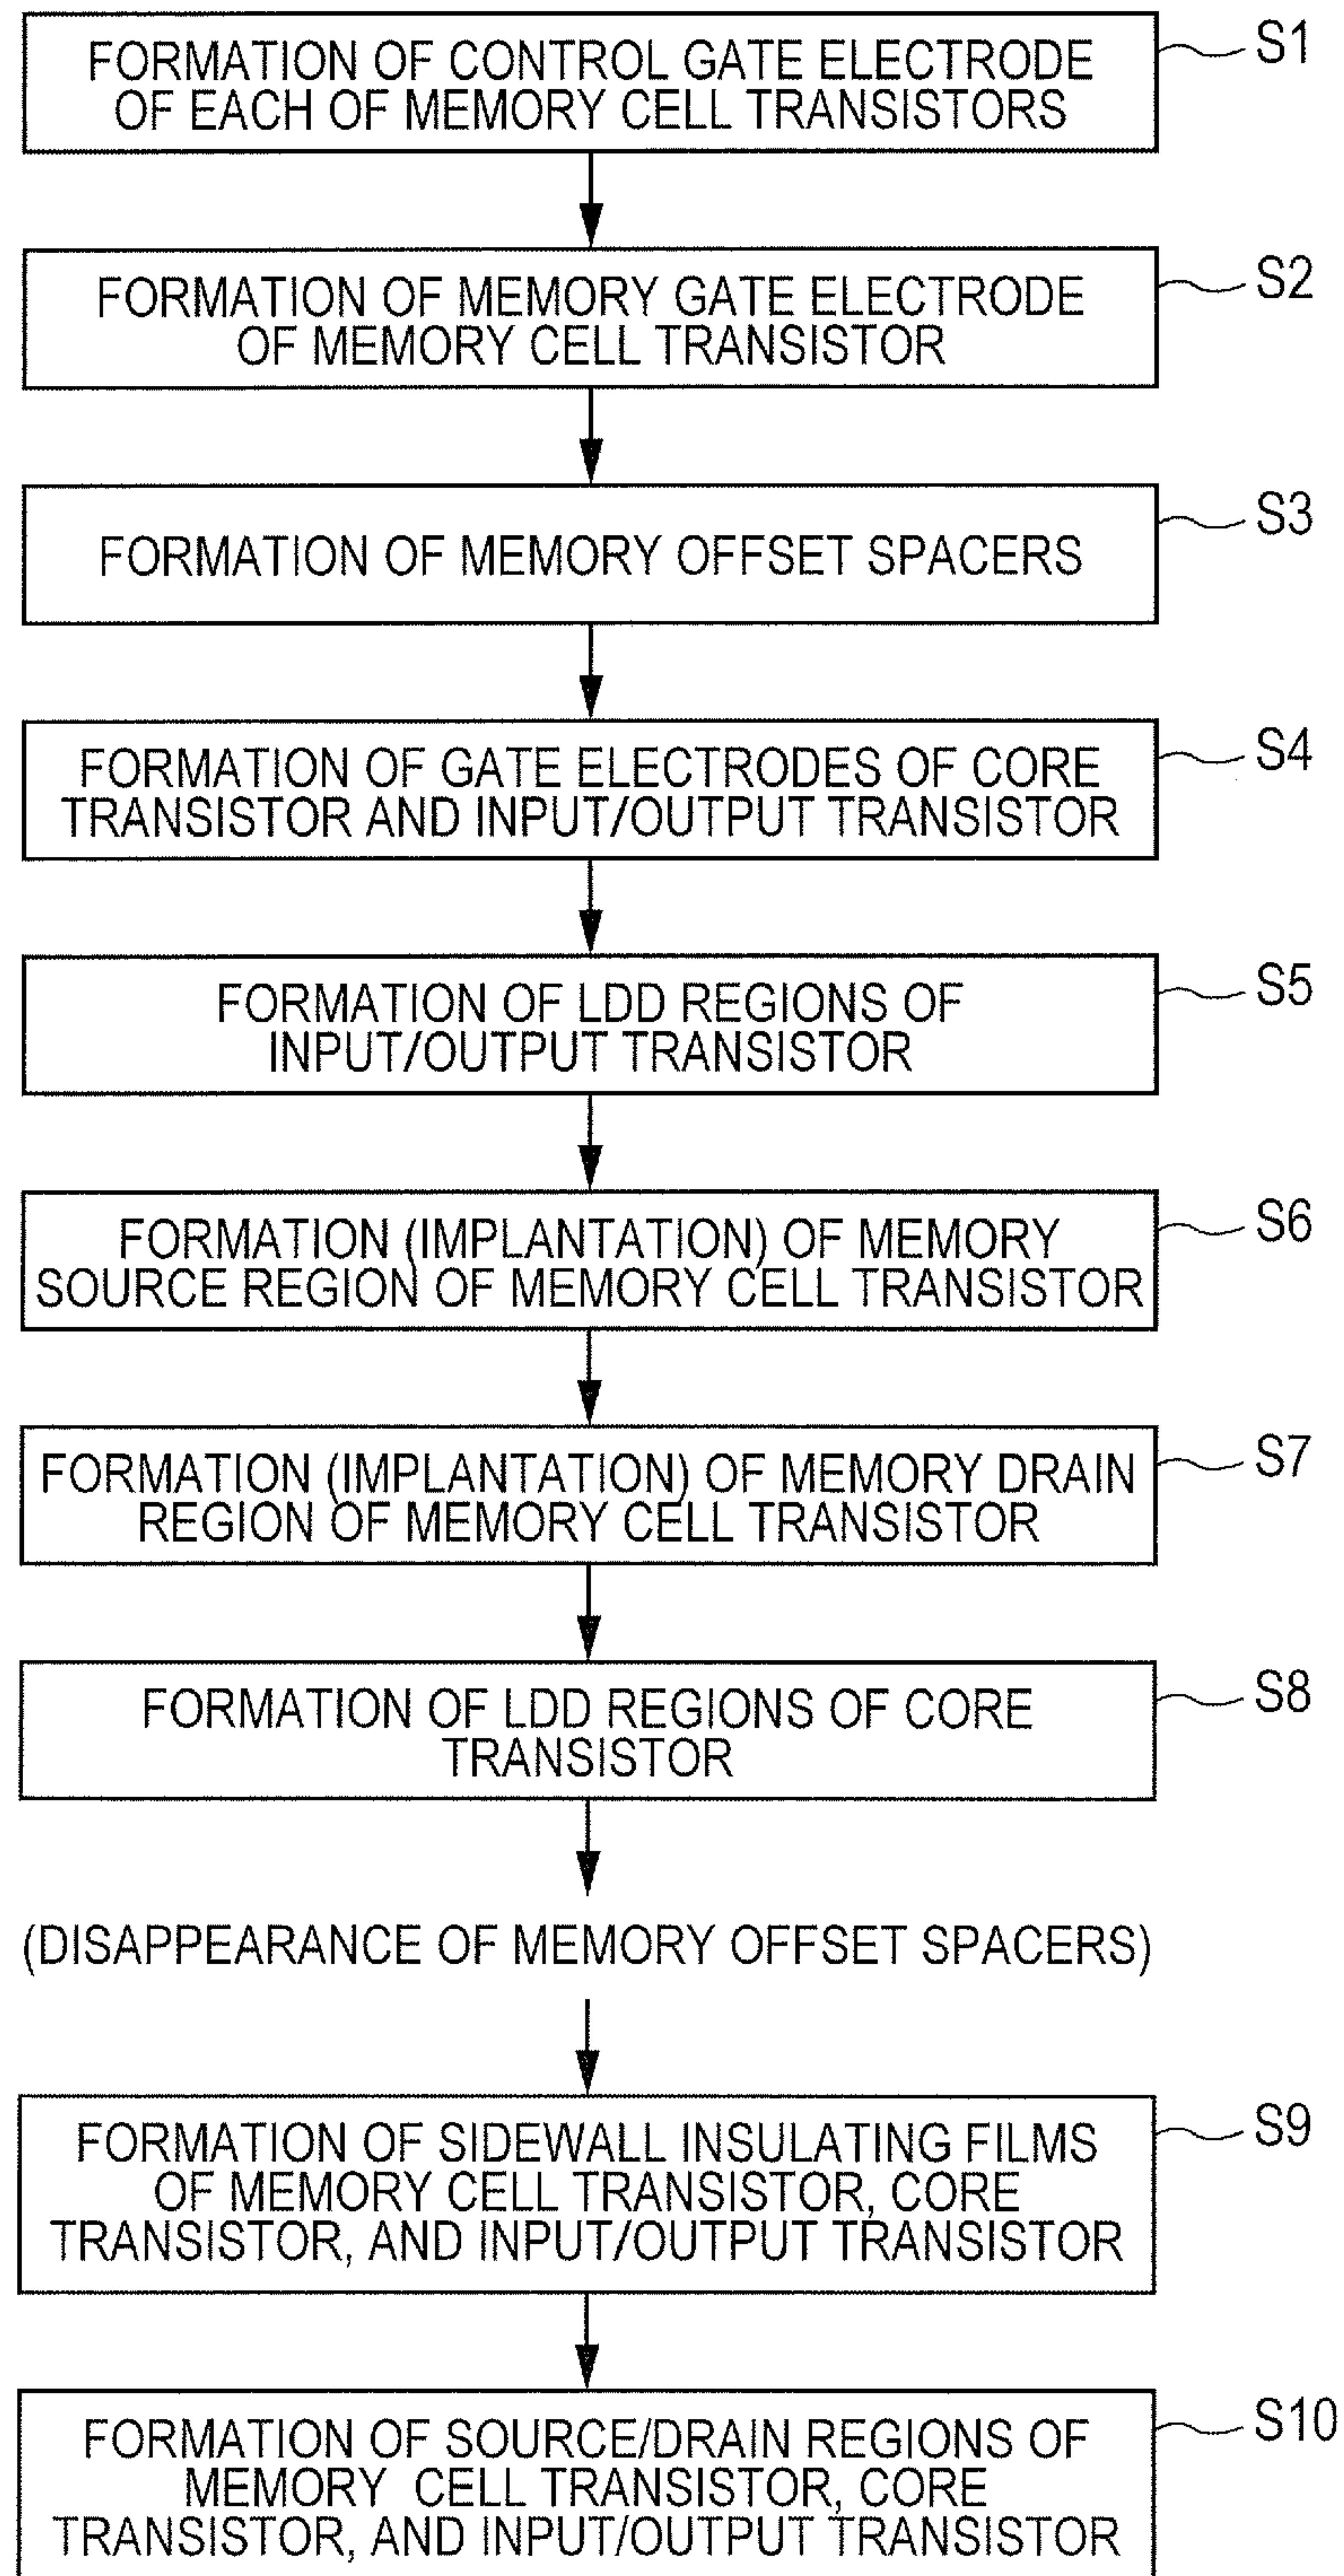 FORMATION OF CONTROL GATE ELECTRODE
OF EACH OF MEMORY CELL TRANSISTORS
S1
FORMATION OF MEMORY GATE ELECTRODE
OF MEMORY CELL TRANSISTOR
S2
FORMATION OF MEMORY OFFSET SPACERS
S3
FORMATION OF GATE ELECTRODES OF CORE
TRANSISTOR AND INPUT/OUTPUT TRANSISTOR
S4
FORMATION OF LDD REGIONS OF
INPUT/OUTPUT TRANSISTOR
S5
FORMATION (IMPLANTATION) OF MEMORY
SOURCE REGION OF MEMORY CELL TRANSISTOR
S6
FORMATION (IMPLANTATION) OF MEMORY DRAIN
REGION OF MEMORY CELL TRANSISTOR
S7
FORMATION OF LDD REGIONS OF CORE
TRANSISTOR
S8
(DISAPPEARANCE OF MEMORY OFFSET SPACERS)
FORMATION OF SIDEWALL INSULATING FILMS
OF MEMORY CELL TRANSISTOR, CORE
TRANSISTOR, AND INPUT/OUTPUT TRANSISTOR
S9
FORMATION OF SOURCE/DRAIN REGIONS OF
MEMORY CELL TRANSISTOR, CORE
TRANSISTOR, AND INPUT/OUTPUT TRANSISTOR
S10